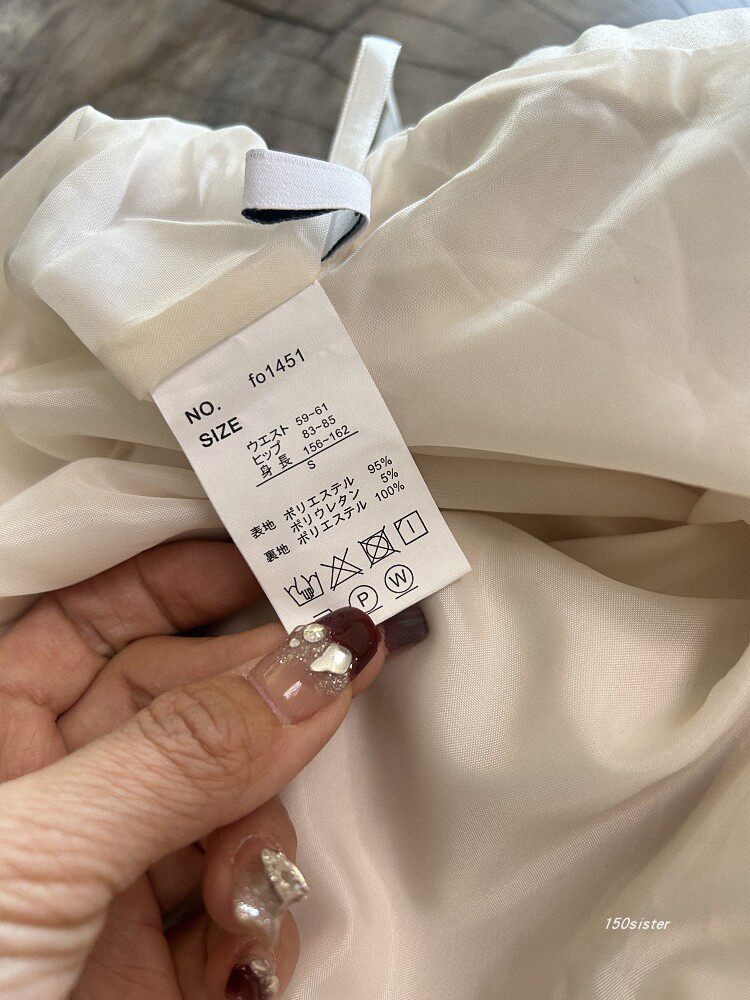 NO. fo1451
SIZE
ウエスト 59-61
ヒップ 83-85
身長 156-162
S
表地 ポリエステル 95%
ポリウレタン 5%
裏地 ポリエステル 100%
P W
150sister